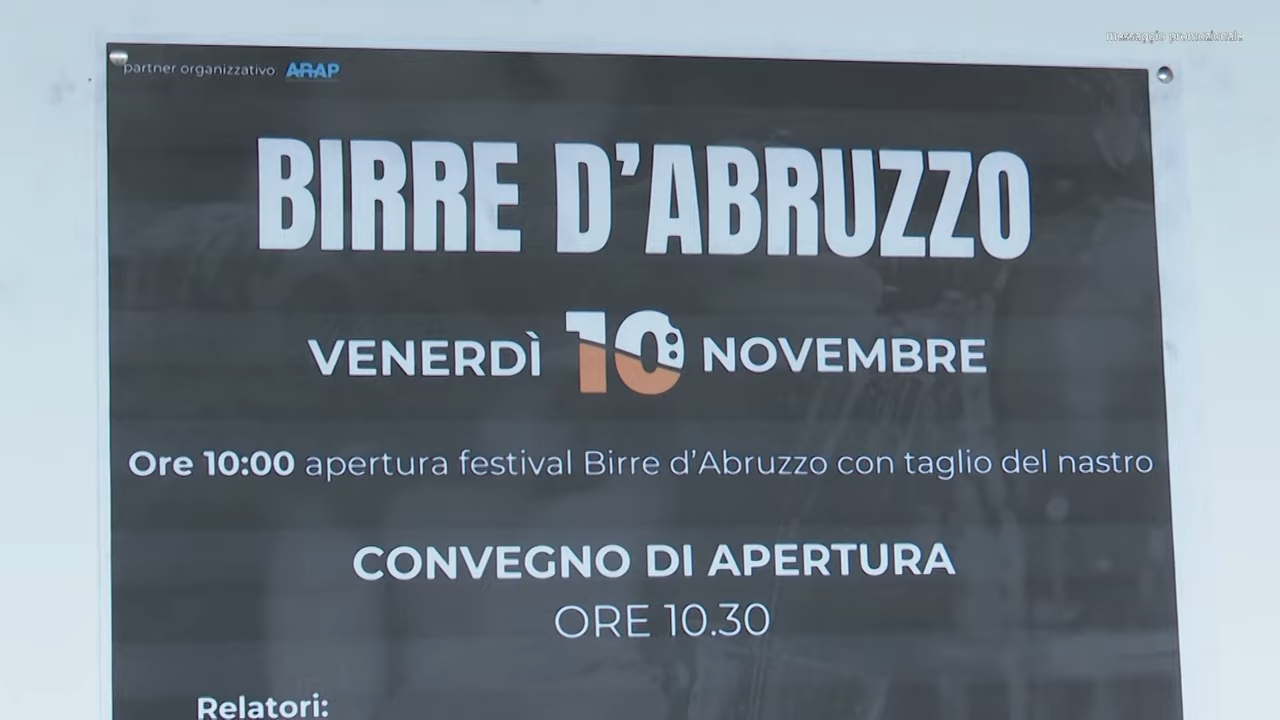 messaggio promozionale
partner organizzativo ARAP
BIRRE D'ABRUZZO
VENERDÌ 10 NOVEMBRE
Ore 10:00 apertura festival Birre d'Abruzzo con taglio del nastro
CONVEGNO DI APERTURA
ORE 10.30
Relatori: